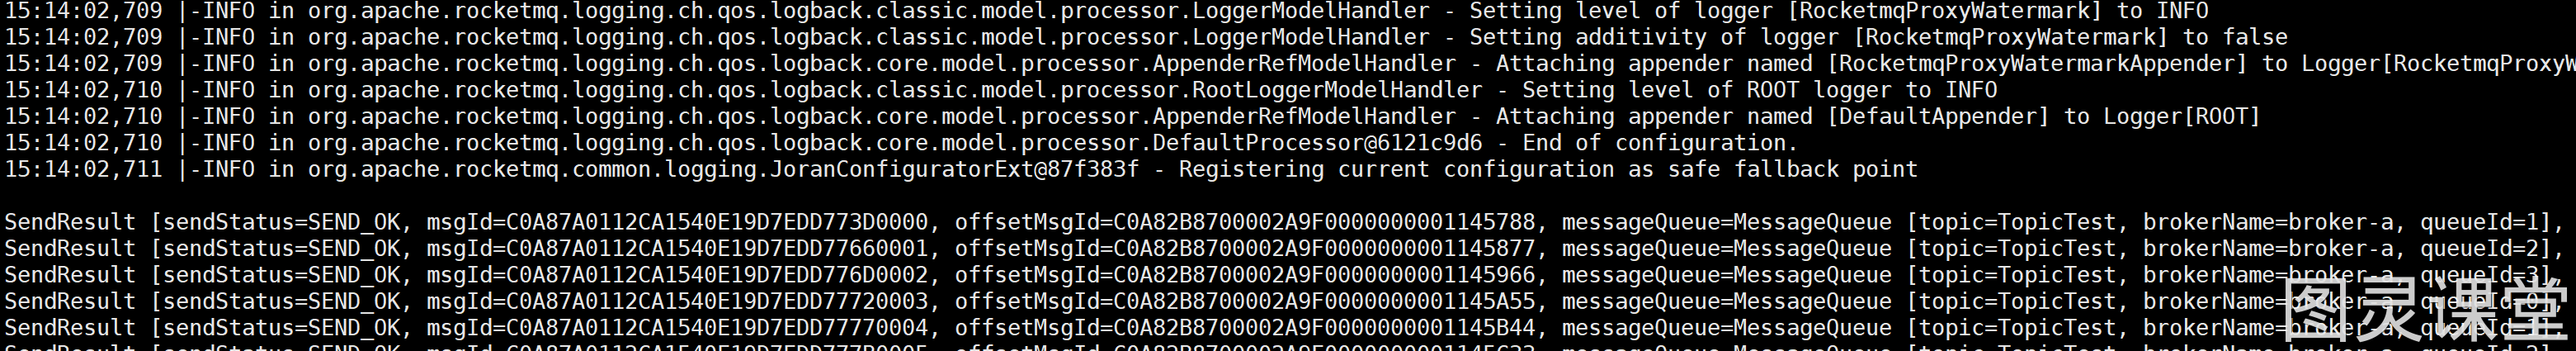 15:14:02,709 |-INFO in org.apache.rocketmq.logging.ch.qos.logback.classic.model.processor.LoggerModelHandler - Setting level of logger [RocketmqProxyWatermark] to INFO
15:14:02,709 |-INFO in org.apache.rocketmq.logging.ch.qos.logback.classic.model.processor.LoggerModelHandler - Setting additivity of logger [RocketmqProxyWatermark] to false
15:14:02,709 |-INFO in org.apache.rocketmq.logging.ch.qos.logback.core.model.processor.AppenderRefModelHandler - Attaching appender named [RocketmqProxyWatermarkAppender] to Logger[RocketmqProxyW
15:14:02,710 |-INFO in org.apache.rocketmq.logging.ch.qos.logback.classic.model.processor.RootLoggerModelHandler - Setting level of ROOT logger to INFO
15:14:02,710 |-INFO in org.apache.rocketmq.logging.ch.qos.logback.core.model.processor.AppenderRefModelHandler - Attaching appender named [DefaultAppender] to Logger[ROOT]
15:14:02,710 |-INFO in org.apache.rocketmq.logging.ch.qos.logback.core.model.processor.DefaultProcessor@6121c9d6 - End of configuration.
15:14:02,711 |-INFO in org.apache.rocketmq.common.logging.JoranConfiguratorExt@87f383f - Registering current configuration as safe fallback point
SendResult [sendStatus=SEND_OK, msgId=C0A87A0112CA1540E19D7EDD773D0000, offsetMsgId=C0A82B8700002A9F0000000001145788, messageQueue=MessageQueue [topic=TopicTest, brokerName=broker-a, queueId=1],
SendResult [sendStatus=SEND_OK, msgId=C0A87A0112CA1540E19D7EDD77660001, offsetMsgId=C0A82B8700002A9F0000000001145877, messageQueue=MessageQueue [topic=TopicTest, brokerName=broker-a, queueId=2],
SendResult [sendStatus=SEND_OK, msgId=C0A87A0112CA1540E19D7EDD776D0002, offsetMsgId=C0A82B8700002A9F0000000001145966, messageQueue=MessageQueue [topic=TopicTest, brokerName=broker-a, queueId=3],
SendResult [sendStatus=SEND_OK, msgId=C0A87A0112CA1540E19D7EDD77720003, offsetMsgId=C0A82B8700002A9F0000000001145A55, messageQueue=MessageQueue [topic=TopicTest, brokerName=broker-a, queueId=0],
SendResult [sendStatus=SEND_OK, msgId=C0A87A0112CA1540E19D7EDD77770004, offsetMsgId=C0A82B8700002A9F0000000001145B44, messageQueue=MessageQueue [topic=TopicTest, brokerName=broker-a, queueId=1],
图灵课堂